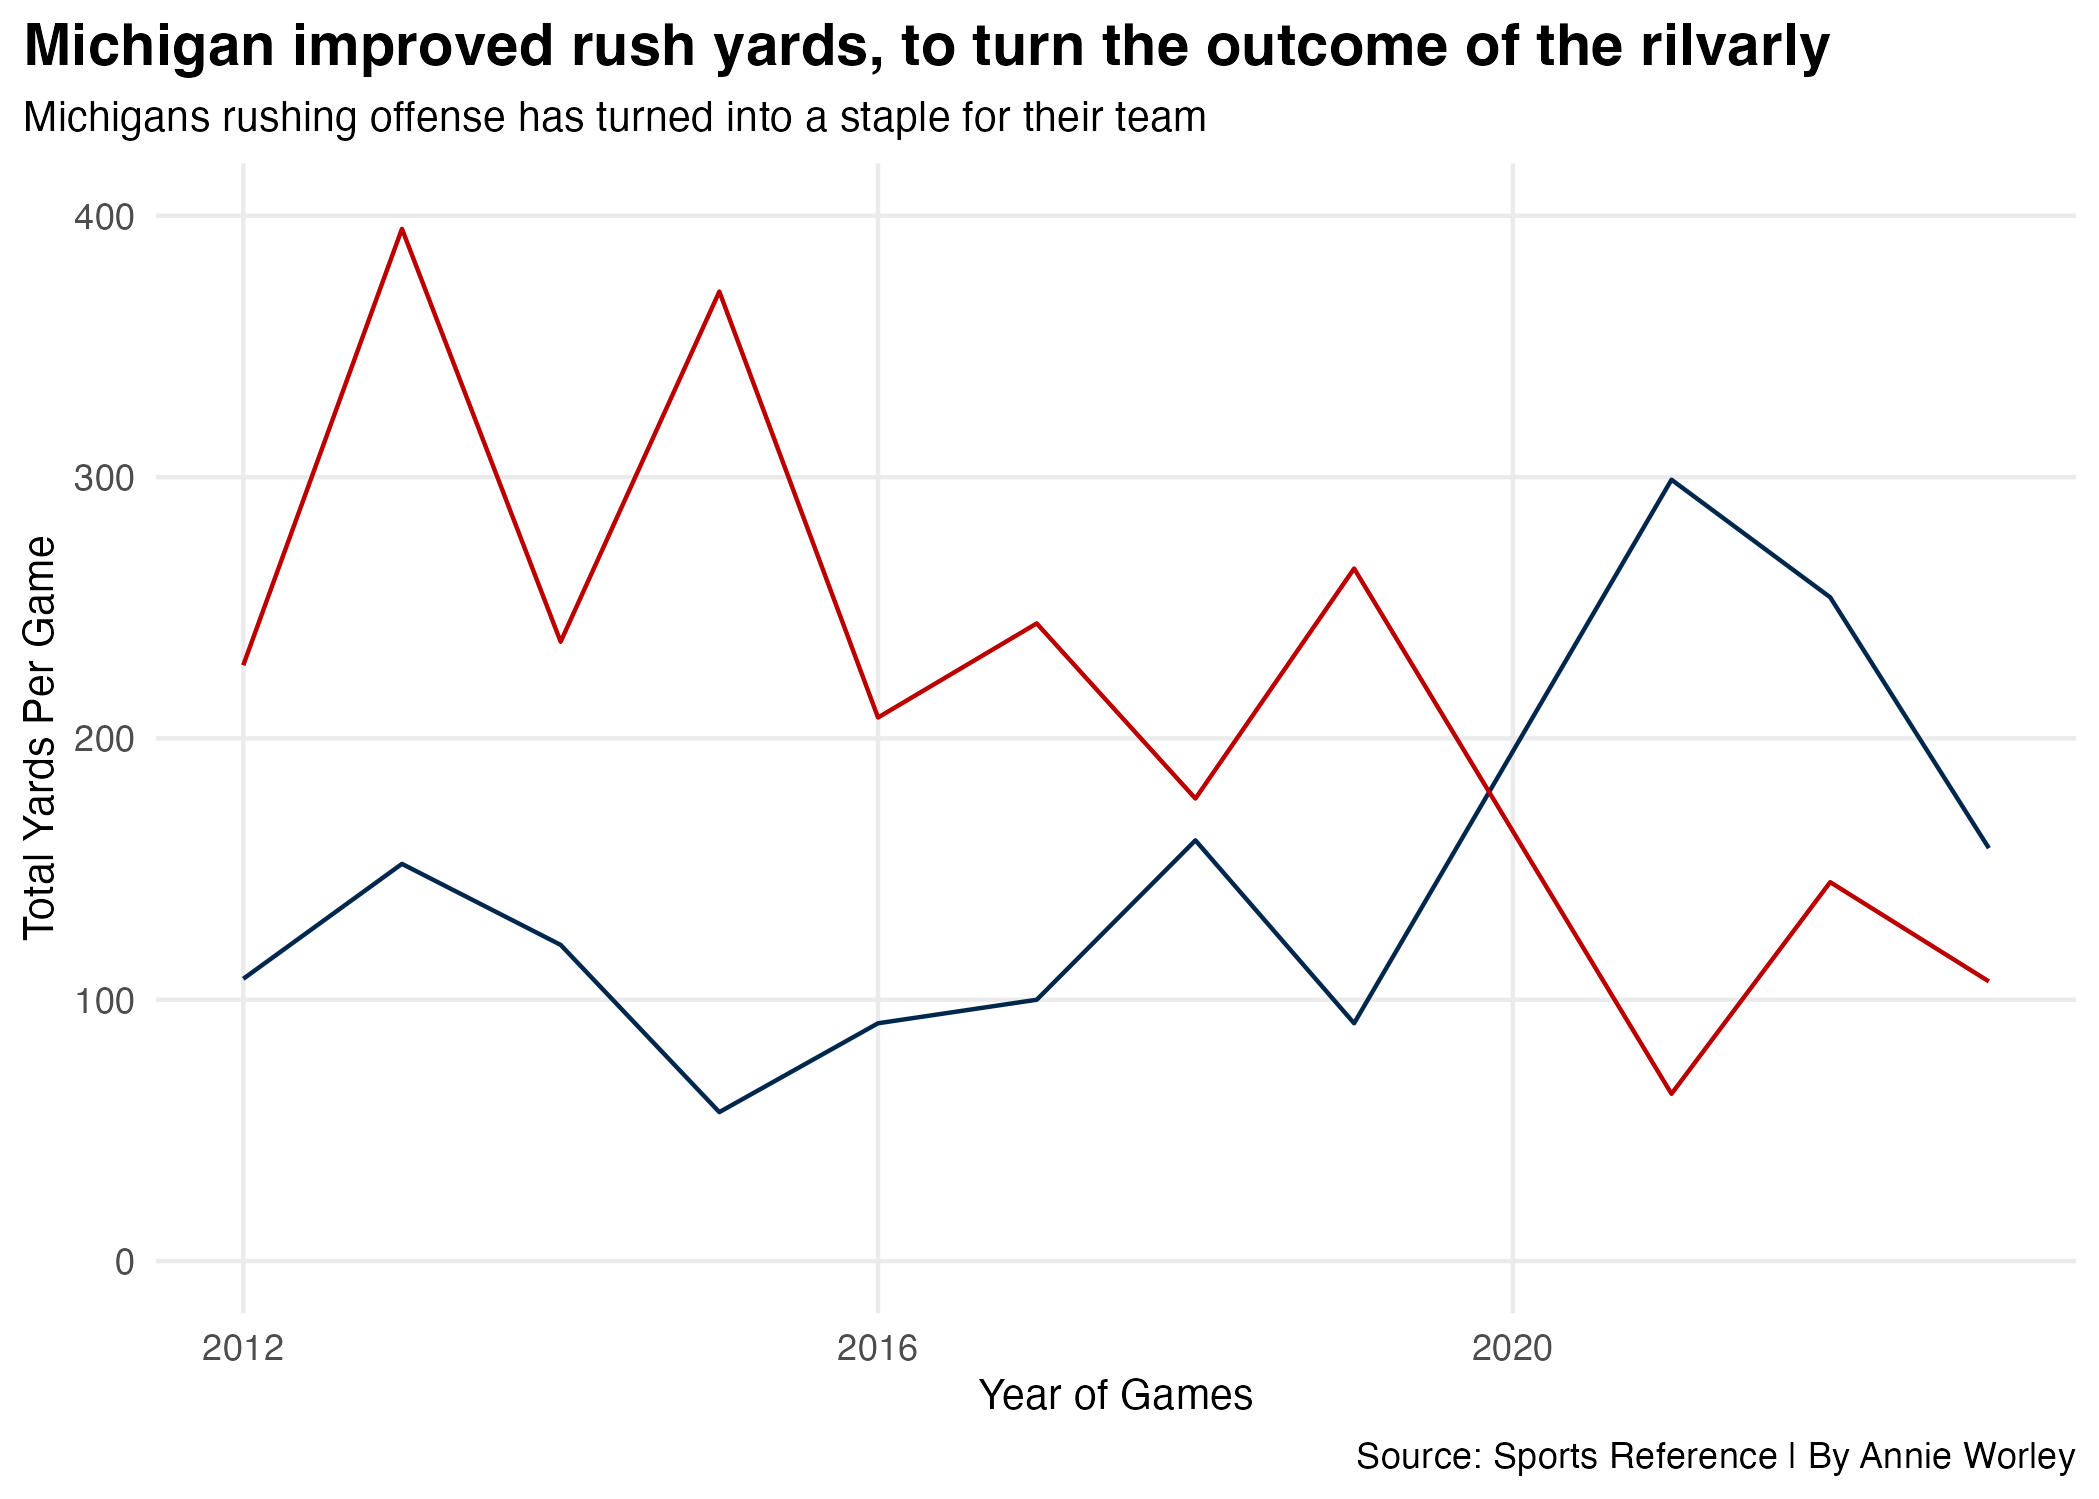 Michigan improved rush yards, to turn the outcome of the rilvarly
Michigans rushing offense has turned into a staple for their team
400
300
200
100
0
Total Yards Per Game
2012
2016
2020
Year of Games
Source: Sports Reference | By Annie Worley